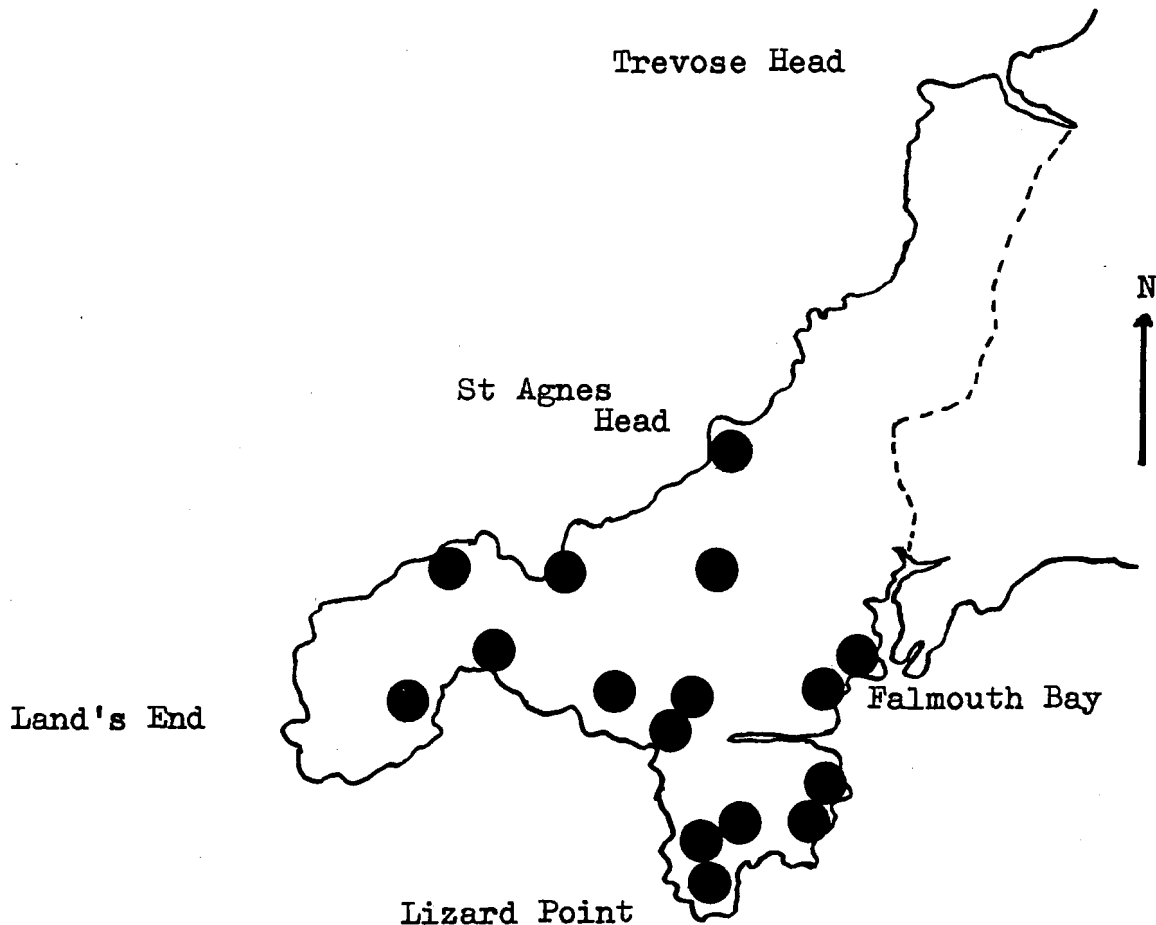 Trevose Head
N
St Agnes
Head
Falmouth Bay
Land's End
Lizard Point